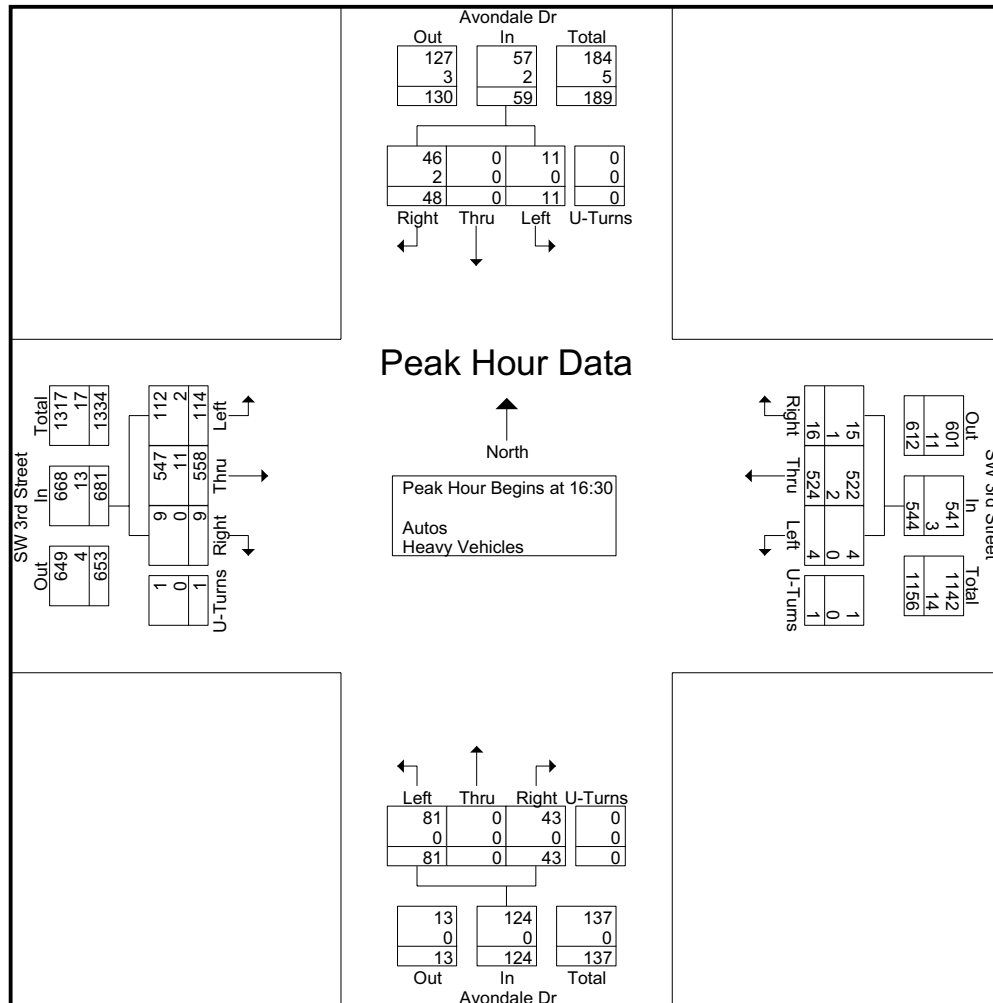 Avondale Dr
Out In Total
127 57 184
3 2 5
130 59 189
46 0 11 0
2 0 0 0
48 0 11 0
Right Thru Left U-Turns
Peak Hour Data
North
Peak Hour Begins at 16:30
Autos
Heavy Vehicles
SW 3rd Street
Total In Out
1317 668 649
17 13 4
1334 681 653
112 547 9 1
2 11 0 0
114 558 9 1
Left Thru Right U-Turns
SW 3rd Street
Out In Total
601 541 1142
11 3 14
612 544 1156
15 522 4 1
1 2 0 0
16 524 4 1
Right Thru Left U-Turns
Left Thru Right U-Turns
81 0 43 0
0 0 0 0
81 0 43 0
13 124 137
0 0 0
13 124 137
Out In Total
Avondale Dr